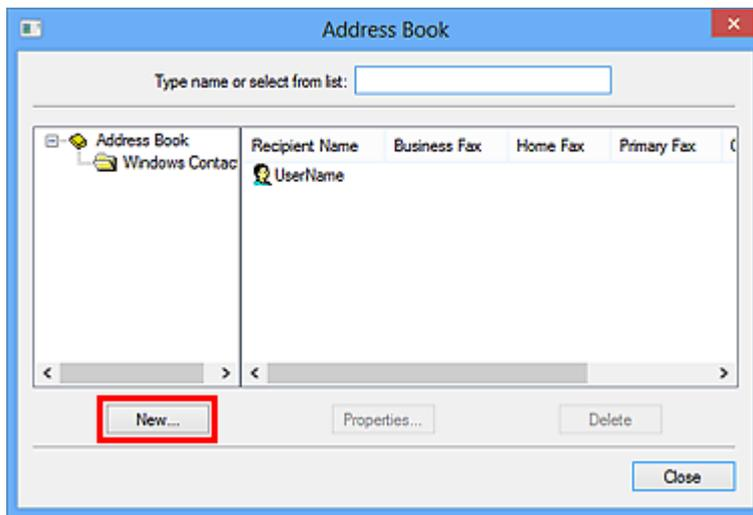 Address Book
Type name or select from list:
Address Book
Windows Contac
Recipient Name Business Fax Home Fax Primary Fax
UserName
New... Properties... Delete
Close